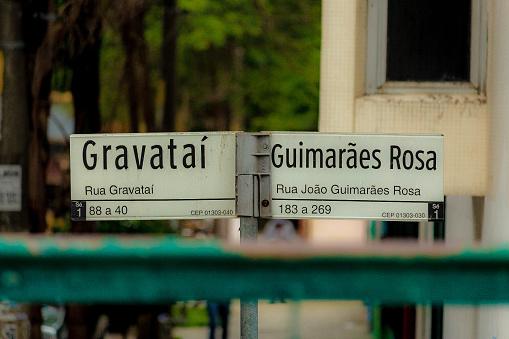 Gravataí
Rua Gravataí
Sé
1
88 a 40
CEP 01303-040
Guimarães Rosa
Rua João Guimarães Rosa
183 a 269
CEP 01303-030
Sé
1